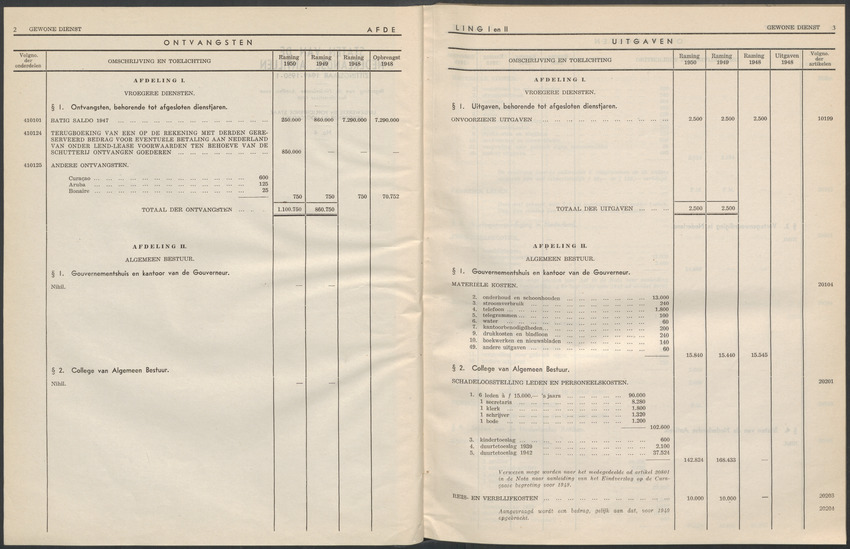 2 GEWONE DIENST AFDE
ONTVANGSTEN
Volgno. der onderdelen OMSCHRIJVING EN TOELICHTING Raming 1950 Raming 1949 Raming 1948 Opbrengst 1948
AFDELING I.
VROEGERE DIENSTEN.
§ 1. Ontvangsten, behorende tot afgesloten dienstjaren.
410101 BATIG SALDO 1947 250.000 860.000 7.290.000 7.290.000
410124 TERUGBOEKING VAN EEN OP DE REKENING MET DERDEN GERE-
SERVEERD BEDRAG VOOR EVENTUELE BETALING AAN NEDERLAND
VAN ONDER LEND-LEASE VOORWAARDEN TEN BEHOEVE VAN DE
SCHUTTERIJ ONTVANGEN GOEDEREN 850.000 — — —
410125 ANDERE ONTVANGSTEN.
Curaçao 600
Aruba 125
Bonaire 25
750 750 750 70.752
TOTAAL DER ONTVANGSTEN 1.100.750 860.750
AFDELING II.
ALGEMEEN BESTUUR.
§ 1. Gouvernementshuis en kantoor van de Gouverneur.
Nihil. — —
§ 2. College van Algemeen Bestuur.
Nihil. — —
LING I en II GEWONE DIENST 3
UITGAVEN
OMSCHRIJVING EN TOELICHTING Raming 1950 Raming 1949 Raming 1948 Uitgaven 1948 Volgno. der artikelen
AFDELING I.
VROEGERE DIENSTEN.
§ 1. Uitgaven, behorende tot afgesloten dienstjaren.
ONVOORZIENE UITGAVEN 2.500 2.500 2.500 10199
TOTAAL DER UITGAVEN 2.500 2.500
AFDELING II.
ALGEMEEN BESTUUR.
§ 1. Gouvernementshuis en kantoor van de Gouverneur.
MATERIELE KOSTEN. 20104
2. onderhoud en schoonhouden 13.000
3. stroomverbruik 240
4. telefoon 1.800
5. telegrammen 100
6. water 60
7. kantoorbenodigdheden 200
9. drukkosten en bindloon 240
10. boekwerken en nieuwsbladen 140
49. andere uitgaven 60
15.840 15.440 15.545
§ 2. College van Algemeen Bestuur.
SCHADELOOSSTELLING LEDEN EN PERSONEELSKOSTEN. 20201
1. 6 leden à ƒ 15.000,— 's jaars 90.000
1 secretaris 8.280
1 klerk 1.800
1 schrijver 1.320
1 bode 1.200
102.600
3. kindertoeslag 600
4. duurtetoeslag 1939 2.100
5. duurtetoeslag 1942 37.524
142.824 168.433 —
Verwezen moge worden naar het medegedeelde ad artikel 20601
in de Nota naar aanleiding van het Eindverslag op de Cura-
çaose begroting voor 1949.
REIS- EN VERBLIJFKOSTEN 10.000 10.000 — 20203
20204
Aangevraagd wordt een bedrag, gelijk aan dat, voor 1949
opgebracht.